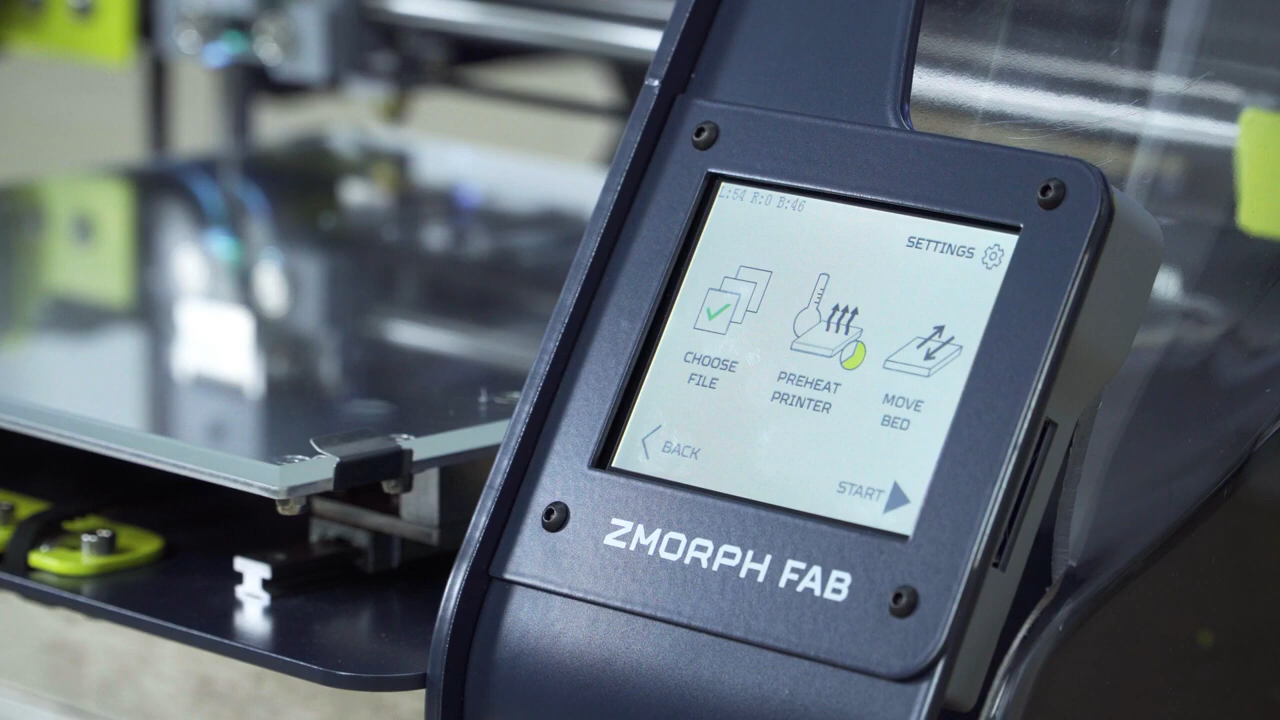 L:54 R:0 B:46
SETTINGS
CHOOSE
FILE
PREHEAT
PRINTER
MOVE
BED
BACK
START
ZMORPH FAB